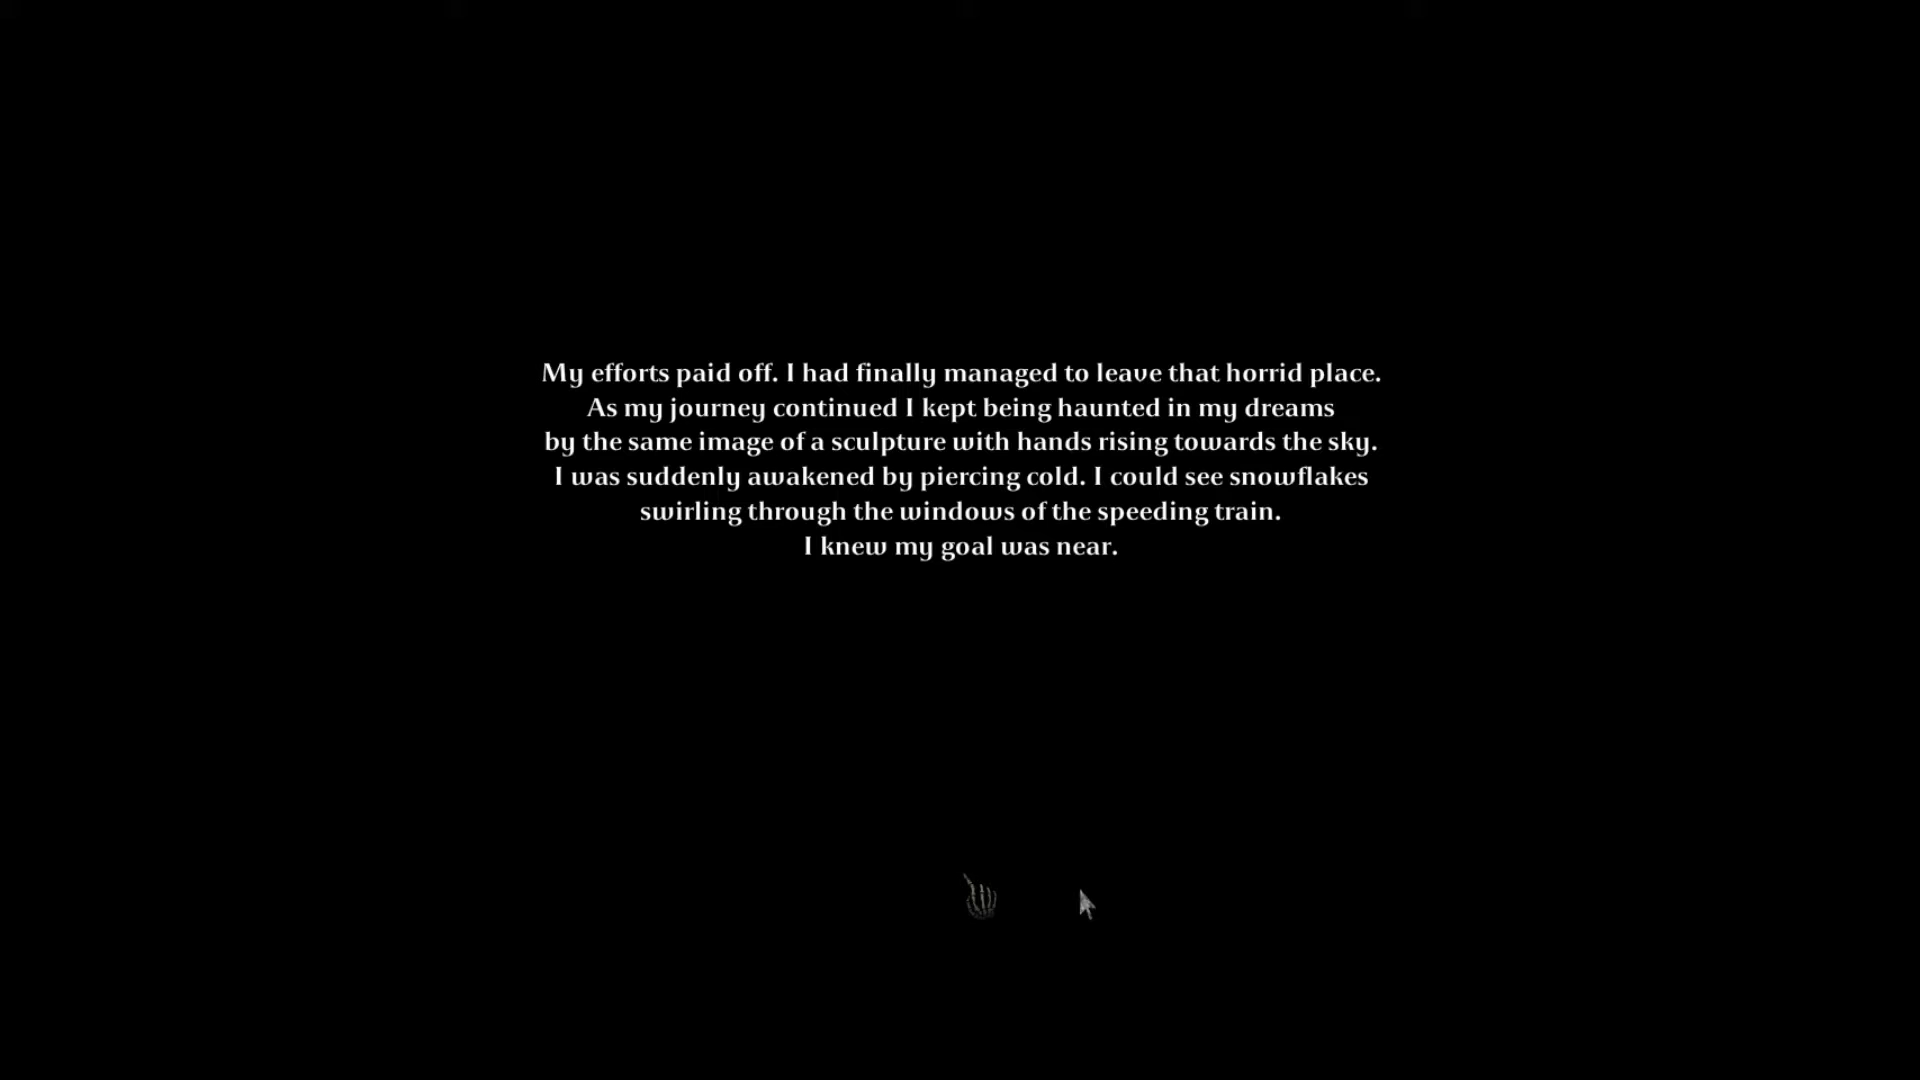 My efforts paid off. I had finally managed to leave that horrid place.
As my journey continued I kept being haunted in my dreams
by the same image of a sculpture with hands rising towards the sky.
I was suddenly awakened by piercing cold. I could see snowflakes
swirling through the windows of the speeding train.
I knew my goal was near.